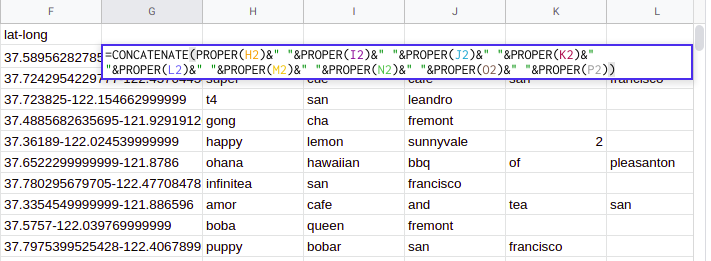 F G H I J K L
lat-long
37.58956282785
=CONCATENATE(PROPER(H2)&" "&PROPER(I2)&" "&PROPER(J2)&" "&PROPER(K2)&"
"&PROPER(L2)&" "&PROPER(M2)&" "&PROPER(N2)&" "&PROPER(O2)&" "&PROPER(P2))
37.7242954229777-122.4570445 super cue cafe san francisco
37.723825-122.154662999999 t4 san leandro
37.4885682635695-121.9291912 gong cha fremont
37.36189-122.024539999999 happy lemon sunnyvale 2
37.6522299999999-121.8786 ohana hawaiian bbq of pleasanton
37.780295679705-122.47708478 infinitea san francisco
37.3354549999999-121.886596 amor cafe and tea san
37.5757-122.039769999999 boba queen fremont
37.7975399525428-122.4067899 puppy bobar san francisco